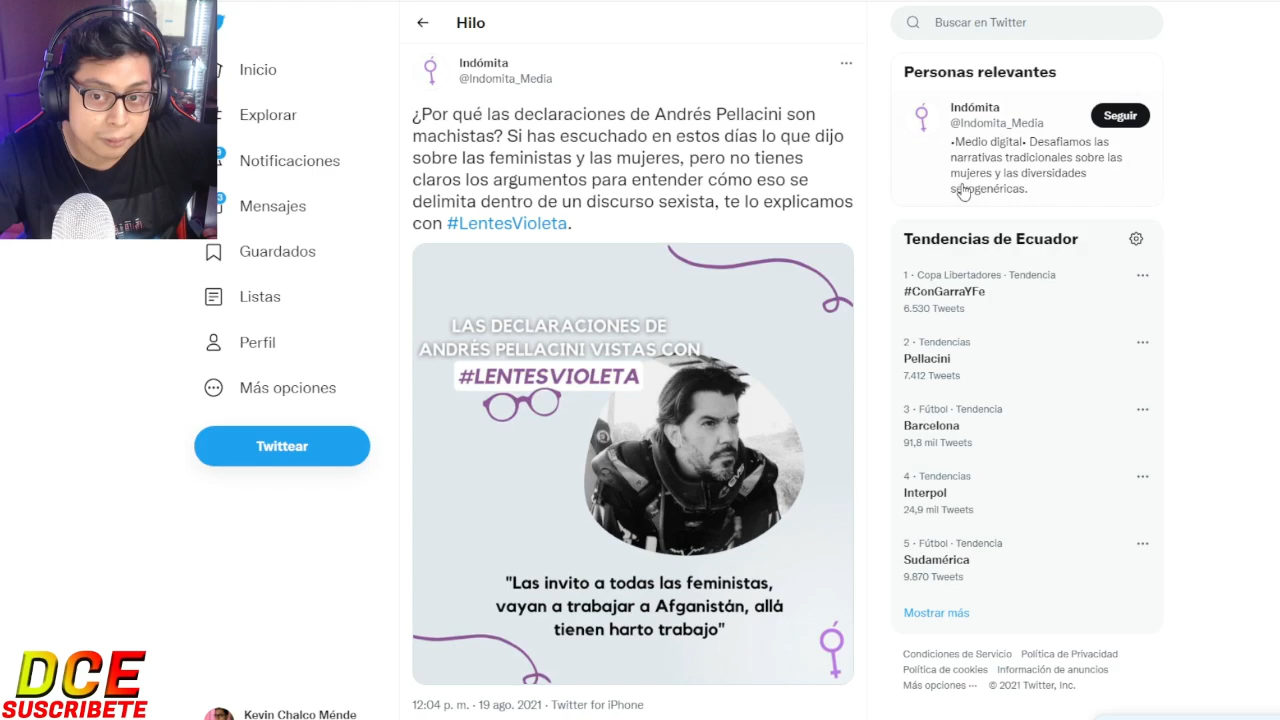 Inicio
Explorar
9
Notificaciones
3
Mensajes
Guardados
Listas
Perfil
Más opciones
Twittear
DCE
SUSCRIBETE
Kevin Chalco Ménde
Hilo
Indómita
@Indomita_Media
¿Por qué las declaraciones de Andrés Pellacini son
machistas? Si has escuchado en estos días lo que dijo
sobre las feministas y las mujeres, pero no tienes
claros los argumentos para entender cómo eso se
delimita dentro de un discurso sexista, te lo explicamos
con #LentesVioleta.
LAS DECLARACIONES DE
ANDRÉS PELLACINI VISTAS CON
#LENTESVIOLETA
"Las invito a todas las feministas,
vayan a trabajar a Afganistán, allá
tienen harto trabajo"
12:04 p. m. · 19 ago. 2021 · Twitter for iPhone
Buscar en Twitter
Personas relevantes
Indómita
@Indomita_Media
Seguir
•Medio digital• Desafiamos las
narrativas tradicionales sobre las
mujeres y las diversidades
sexogenéricas.
Tendencias de Ecuador
1 · Copa Libertadores · Tendencia
#ConGarraYFe
6.530 Tweets
2 · Tendencias
Pellacini
7.412 Tweets
3 · Fútbol · Tendencia
Barcelona
91,8 mil Tweets
4 · Tendencias
Interpol
24,9 mil Tweets
5 · Fútbol · Tendencia
Sudamérica
9.870 Tweets
Mostrar más
Condiciones de Servicio Política de Privacidad
Política de cookies Información de anuncios
Más opciones ··· © 2021 Twitter, Inc.